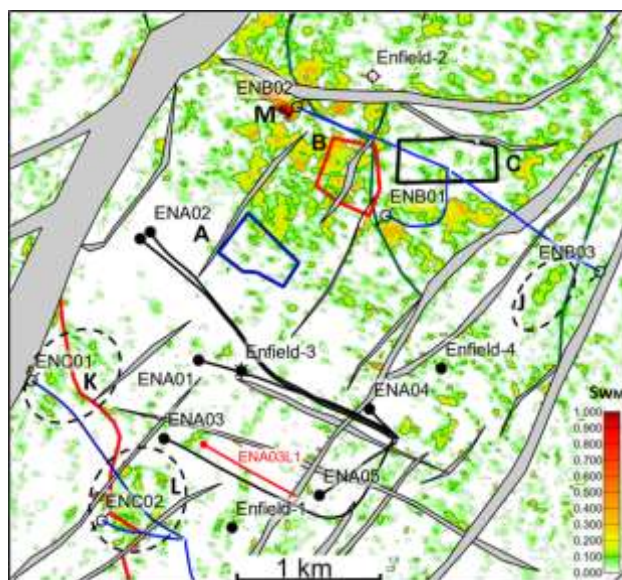 Enfield-2
ENB02
M
B
C
ENB01
ENA02
A
ENB03
J
ENC01
K
Enfield-3
Enfield-4
ENA01
ENA04
ENA03
ENA03L1
ENA05
L
ENC02
Enfield-1
1 km
SwM
1.000
0.900
0.800
0.700
0.600
0.500
0.400
0.300
0.200
0.100
0.000